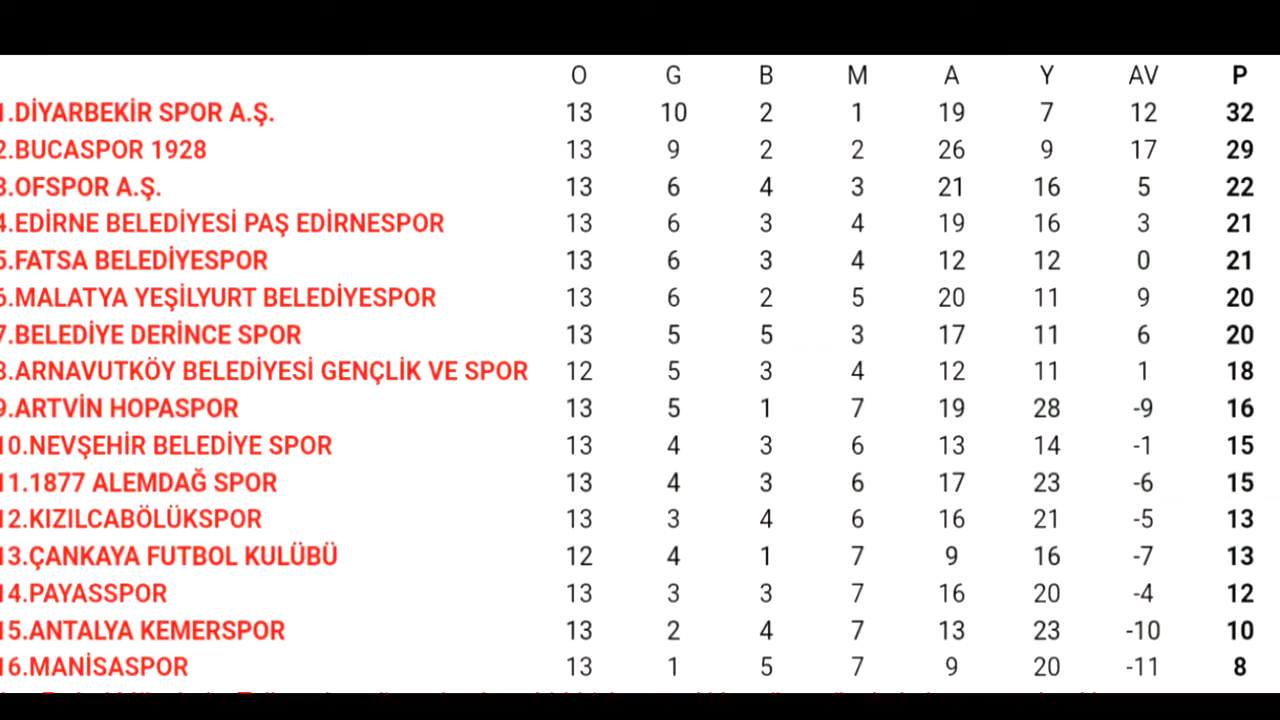 O G B M A Y AV P
1.DİYARBEKİR SPOR A.Ş. 13 10 2 1 19 7 12 32
2.BUCASPOR 1928 13 9 2 2 26 9 17 29
3.OFSPOR A.Ş. 13 6 4 3 21 16 5 22
4.EDİRNE BELEDİYESİ PAŞ EDİRNESPOR 13 6 3 4 19 16 3 21
5.FATSA BELEDİYESPOR 13 6 3 4 12 12 0 21
6.MALATYA YEŞİLYURT BELEDİYESPOR 13 6 2 5 20 11 9 20
7.BELEDİYE DERİNCE SPOR 13 5 5 3 17 11 6 20
8.ARNAVUTKÖY BELEDİYESİ GENÇLİK VE SPOR 12 5 3 4 12 11 1 18
9.ARTVİN HOPASPOR 13 5 1 7 19 28 -9 16
10.NEVŞEHİR BELEDİYE SPOR 13 4 3 6 13 14 -1 15
11.1877 ALEMDAĞ SPOR 13 4 3 6 17 23 -6 15
12.KIZILCABÖLÜKSPOR 13 3 4 6 16 21 -5 13
13.ÇANKAYA FUTBOL KULÜBÜ 12 4 1 7 9 16 -7 13
14.PAYASSPOR 13 3 3 7 16 20 -4 12
15.ANTALYA KEMERSPOR 13 2 4 7 13 23 -10 10
16.MANİSASPOR 13 1 5 7 9 20 -11 8